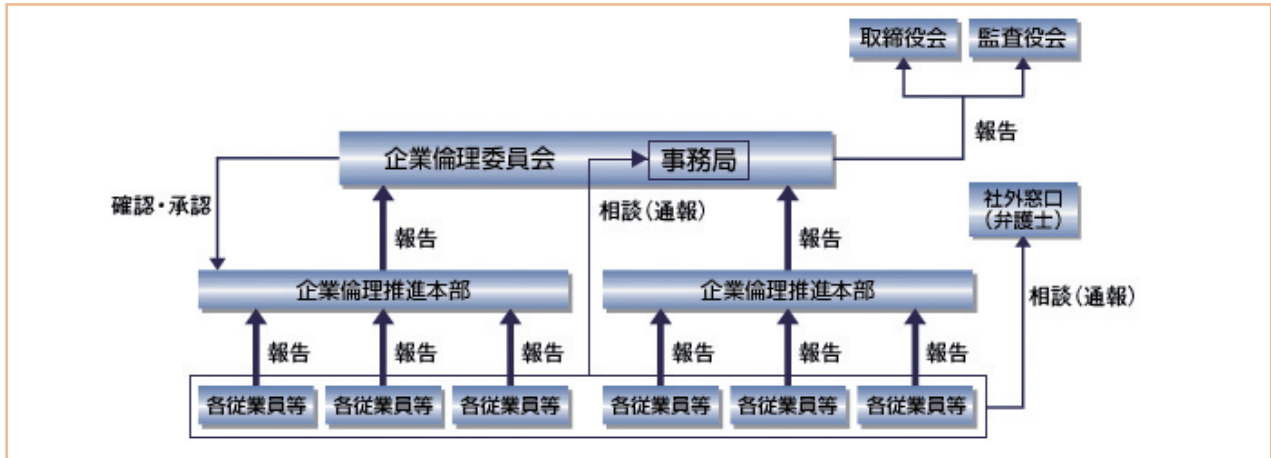 取締役会
監査役会
報告
企業倫理委員会
事務局
確認・承認
相談(通報)
社外窓口
(弁護士)
報告
報告
企業倫理推進本部
企業倫理推進本部
相談(通報)
報告
報告
報告
報告
報告
報告
各従業員等
各従業員等
各従業員等
各従業員等
各従業員等
各従業員等